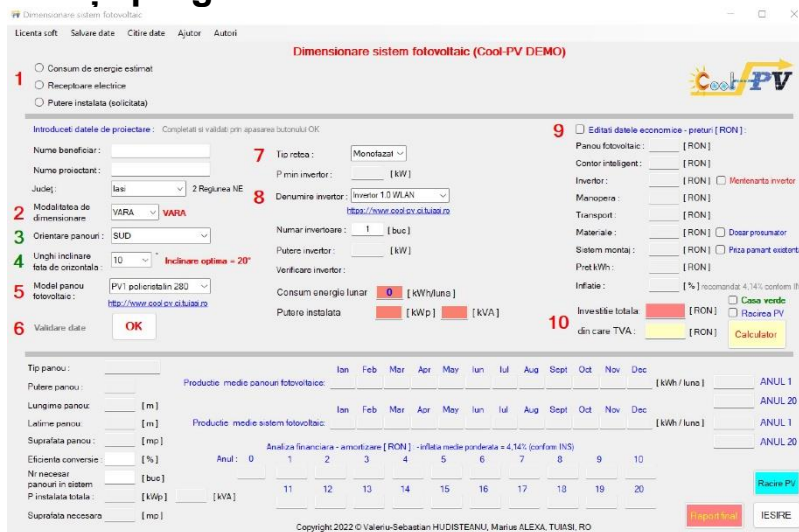 Dimensionare sistem fotovoltaic
Licenta soft Salvare date Citire date Ajutor Autori
Dimensionare sistem fotovoltaic (Cool-PV DEMO)
Cool-PV
1
Consum de energie estimat
Receptoare electrice
Putere instalata (solicitata)
Introduceti datele de proiectare : Completati si validati prin apasarea butonului OK
Nume beneficiar :
Nume proiectant :
Județ : Iasi 2 Regiunea NE
2 Modalitatea de dimensionare VARA VARA
3 Orientare panouri : SUD
4 Unghi inclinare fata de orizontala : 10 ° Inclinare optima = 20°
5 Model panou fotovoltaic : PV1 policristalin 280
http://www.cool-pv.ci.tuiasi.ro
6 Validare date OK
7 Tip retea : Monofazat
P min invertor : [kW]
8 Denumire invertor : Invertor 1.0 WLAN
https://www.cool-pv.ci.tuiasi.ro
Numar invertoare : 1 [buc]
Putere invertor : [kW]
Verificare invertor :
Consum energie lunar 0 [kWh/luna]
Putere instalata [kWp] [kVA]
9 Editati datele economice - preturi [ RON ] :
Panou fotovoltaic : [RON]
Contor inteligent : [RON]
Invertor : [RON] Mentenanta invertor
Manopera : [RON]
Transport : [RON]
Materiale : [RON] Dosar prosumator
Sistem montaj : [RON] Priza pamant existenta
Pret kWh : [RON]
Inflatie : [%] recomandat 4,14% conform IN
Casa verde
Racirea PV
10 Investitie totala: [RON]
din care TVA : [RON] Calculator
Tip panou :
Putere panou :
Lungime panou: [m]
Latime panou: [m]
Suprafata panou : [mp]
Eficienta conversie : [%]
Nr necesar panouri in sistem [buc]
P instalata totala : [kWp] [kVA]
Suprafata necesara [mp]
Ian Feb Mar Apr May Iun Iul Aug Sept Oct Nov Dec
Productie medie panouri fotovoltaice: [kWh / luna] ANUL 1
ANUL 20
Ian Feb Mar Apr May Iun Iul Aug Sept Oct Nov Dec
Productie medie sistem fotovoltaic: [kWh / luna] ANUL 1
ANUL 20
Analiza financiara - amortizare [ RON ] - inflatia medie ponderata = 4,14% (conform INS)
Anul : 0 1 2 3 4 5 6 7 8 9 10
11 12 13 14 15 16 17 18 19 20
Racire PV
Raport final IESIRE
Copyright 2022 © Valeriu-Sebastian HUDISTEANU, Marius ALEXA, TUIASI, RO